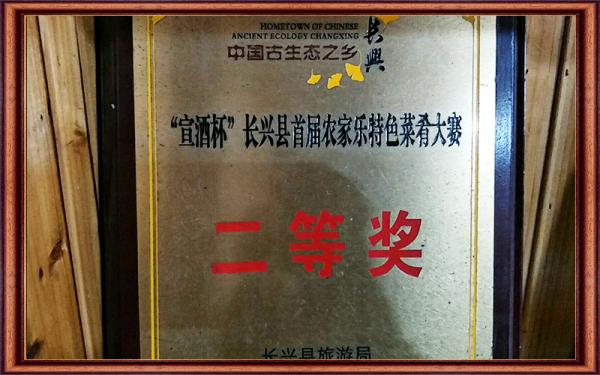 HOMETOWN OF CHINESE
ANCIENT ECOLOGY CHANGXING
中国古生态之乡
长興
“宣酒杯”长兴县首届农家乐特色菜肴大赛
二等奖
长兴县旅游局